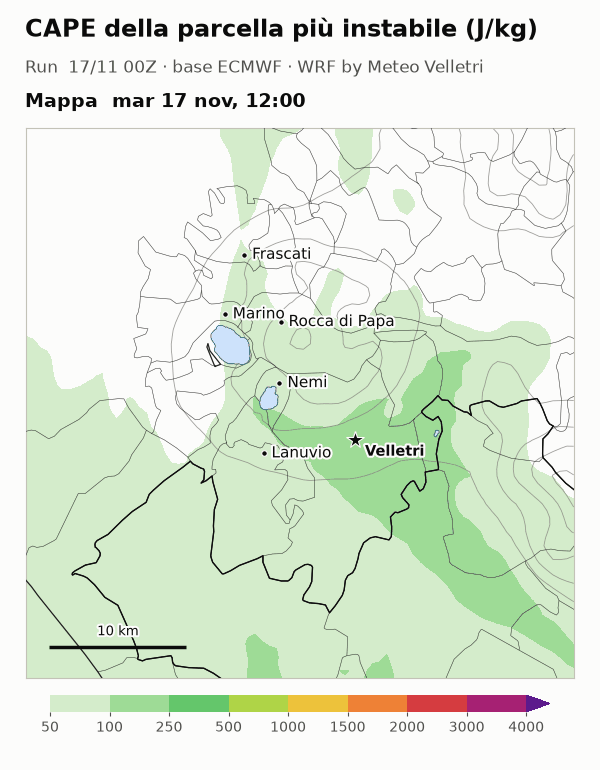 CAPE della parcella più instabile (J/kg)
Run  17/11 00Z · base ECMWF · WRF by Meteo Velletri
Mappa  mar 17 nov, 12:00
Frascati
Marino
Rocca di Papa
Nemi
Velletri
Lanuvio
10 km
50 100 250 500 1000 1500 2000 3000 4000